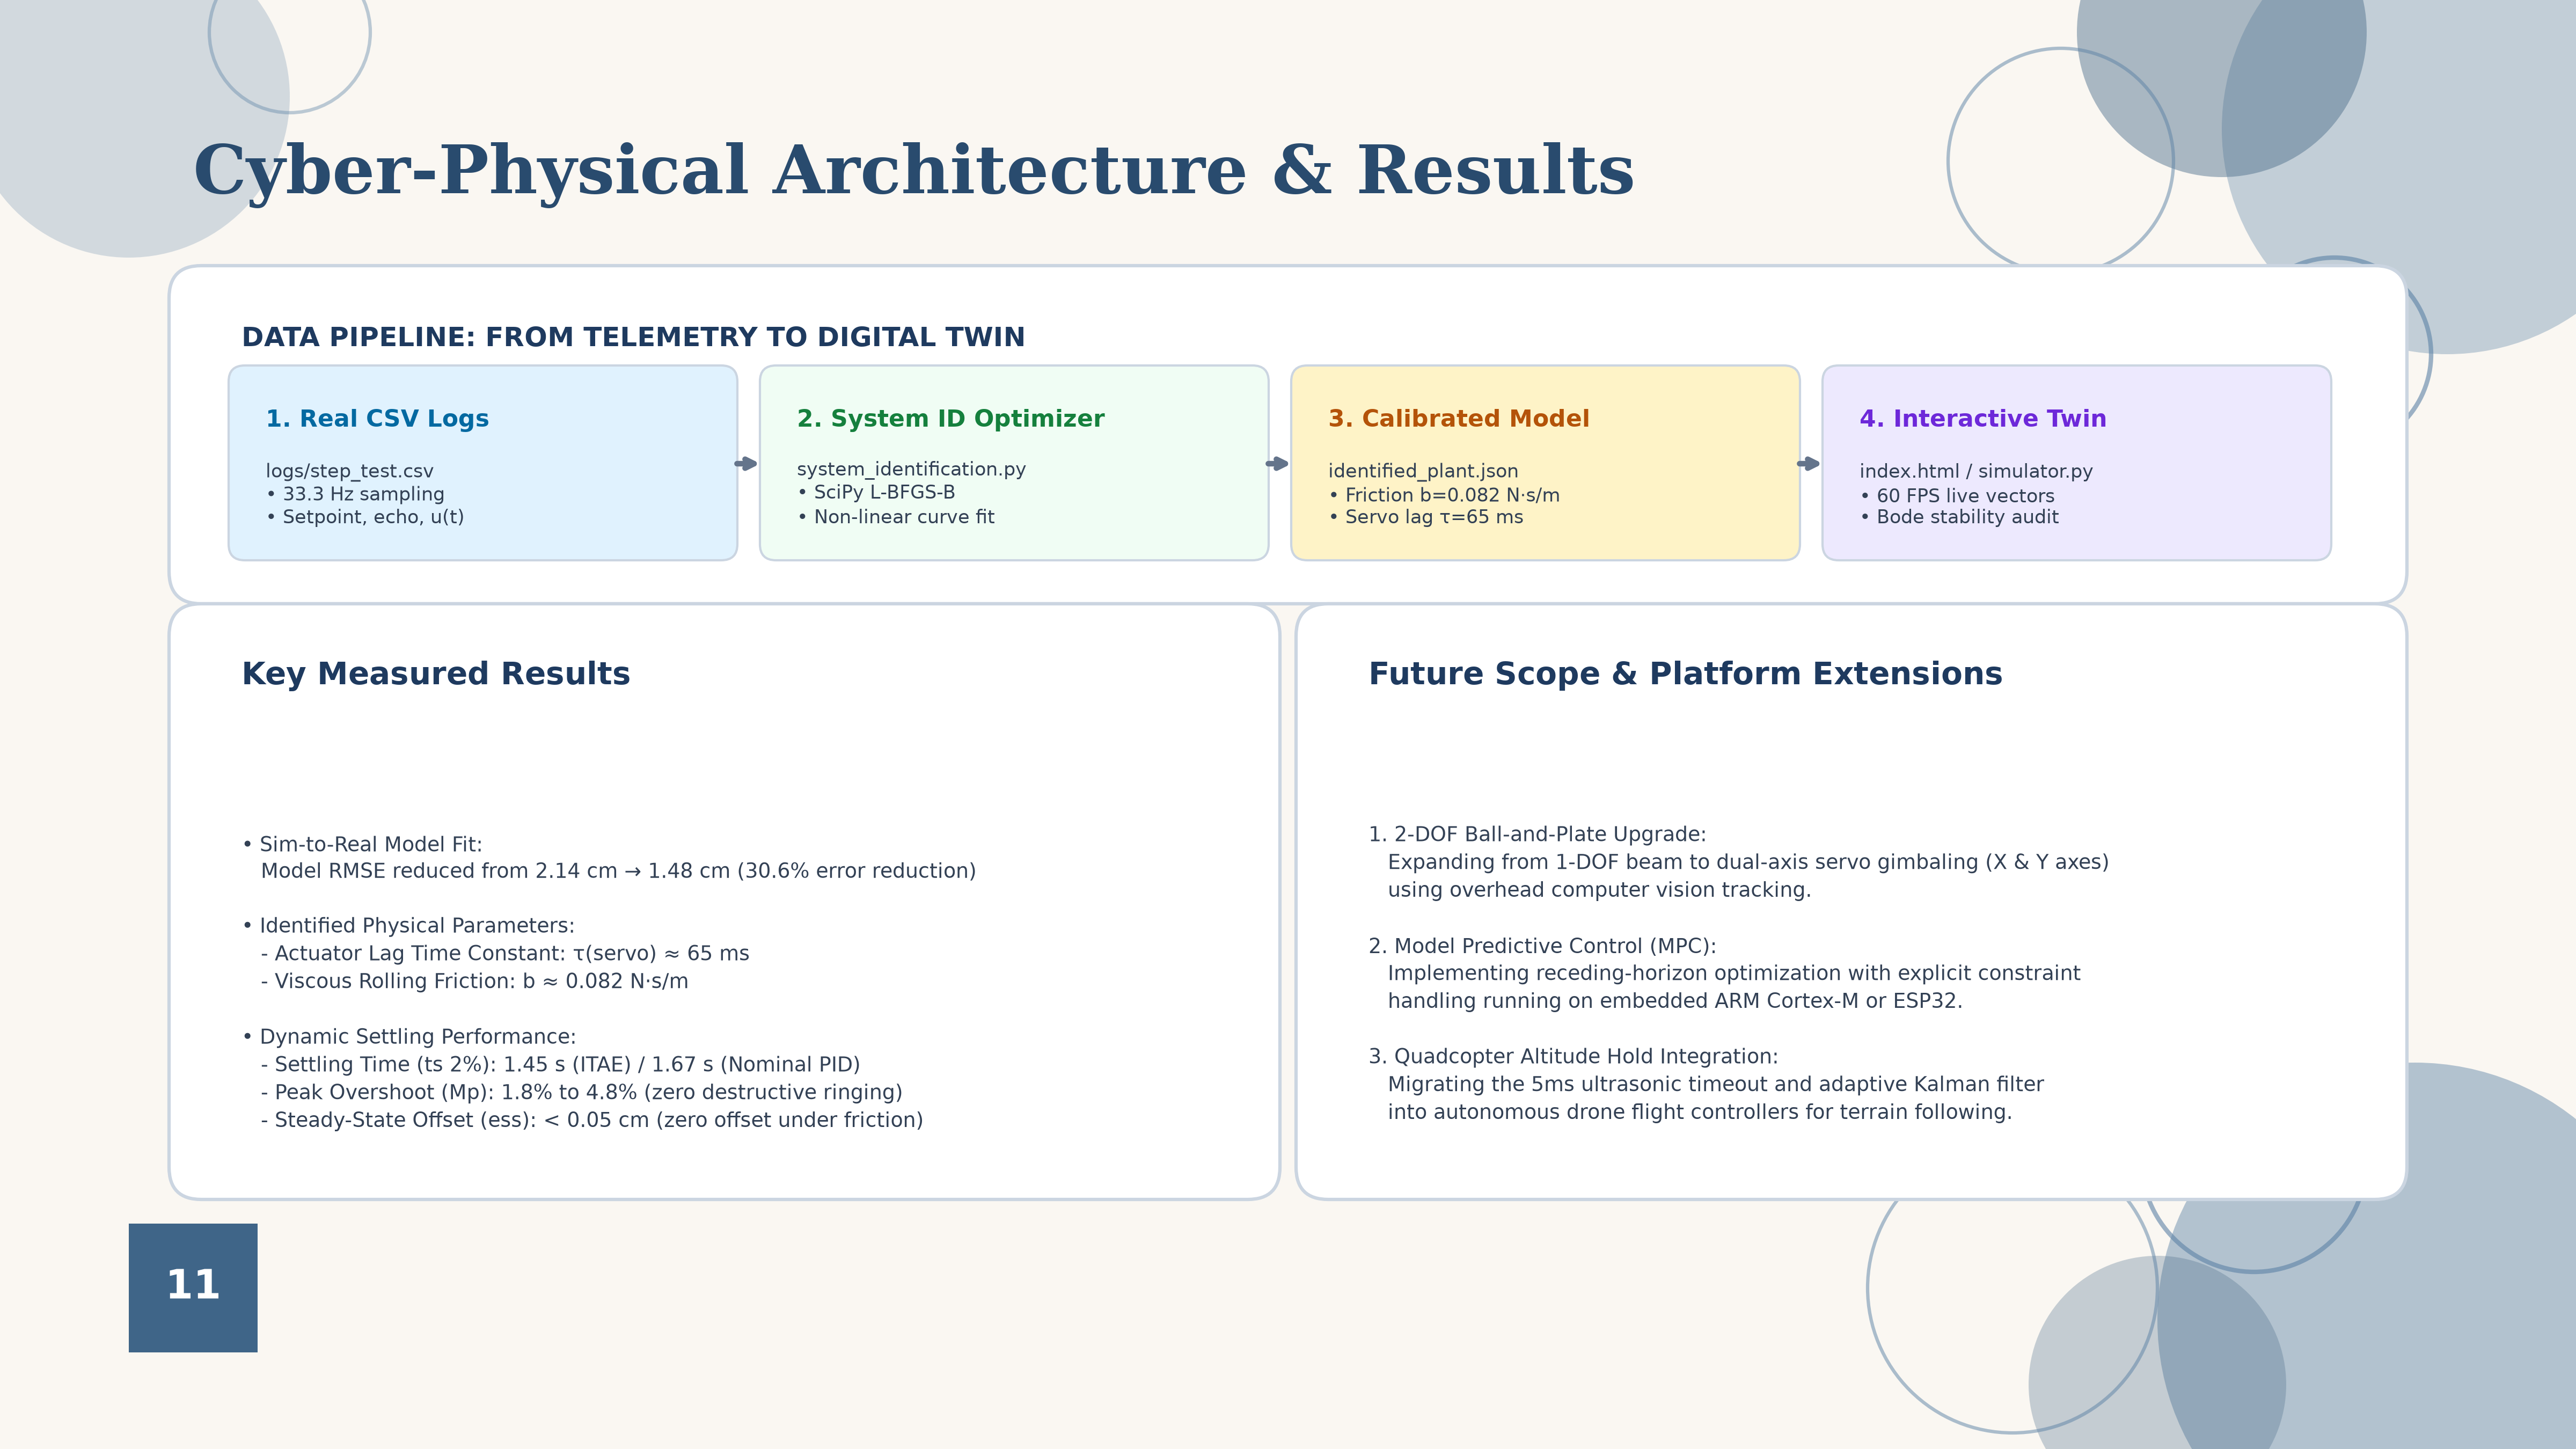 Cyber-Physical Architecture & Results
DATA PIPELINE: FROM TELEMETRY TO DIGITAL TWIN
1. Real CSV Logs
logs/step_test.csv
• 33.3 Hz sampling
• Setpoint, echo, u(t)
2. System ID Optimizer
system_identification.py
• SciPy L-BFGS-B
• Non-linear curve fit
3. Calibrated Model
identified_plant.json
• Friction b=0.082 N·s/m
• Servo lag τ=65 ms
4. Interactive Twin
index.html / simulator.py
• 60 FPS live vectors
• Bode stability audit
Key Measured Results
• Sim-to-Real Model Fit:
Model RMSE reduced from 2.14 cm → 1.48 cm (30.6% error reduction)
• Identified Physical Parameters:
- Actuator Lag Time Constant: τ(servo) ≈ 65 ms
- Viscous Rolling Friction: b ≈ 0.082 N·s/m
• Dynamic Settling Performance:
- Settling Time (ts 2%): 1.45 s (ITAE) / 1.67 s (Nominal PID)
- Peak Overshoot (Mp): 1.8% to 4.8% (zero destructive ringing)
- Steady-State Offset (ess): < 0.05 cm (zero offset under friction)
Future Scope & Platform Extensions
1. 2-DOF Ball-and-Plate Upgrade:
Expanding from 1-DOF beam to dual-axis servo gimbaling (X & Y axes)
using overhead computer vision tracking.
2. Model Predictive Control (MPC):
Implementing receding-horizon optimization with explicit constraint
handling running on embedded ARM Cortex-M or ESP32.
3. Quadcopter Altitude Hold Integration:
Migrating the 5ms ultrasonic timeout and adaptive Kalman filter
into autonomous drone flight controllers for terrain following.
11